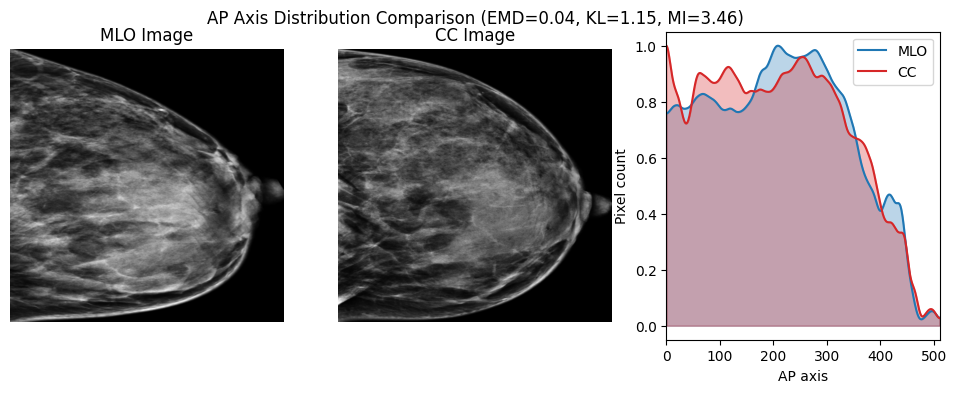 AP Axis Distribution Comparison (EMD=0.04, KL=1.15, MI=3.46)
MLO Image
CC Image
MLO
CC
Pixel count
1.0
0.8
0.6
0.4
0.2
0.0
0 100 200 300 400 500
AP axis